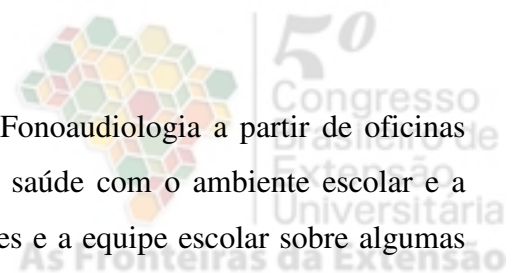 5º
Congresso
Brasileiro de
Extensão
Universitária
As Fronteiras da Extensão
Fonoaudiologia a partir de oficinas
saúde com o ambiente escolar e a
es e a equipe escolar sobre algumas